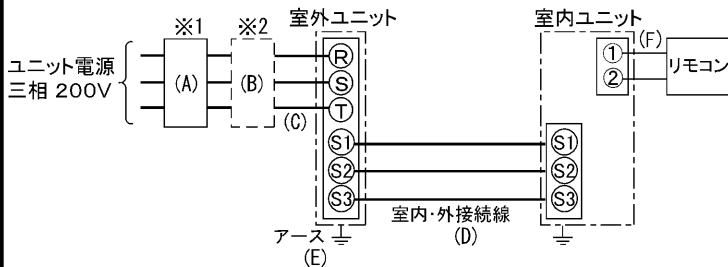 室外ユニット
室内ユニット
※1
※2
ユニット電源
三相 200V
(A)
(B)
(C)
R
S
T
S1
S2
S3
室内・外接続線
(D)
アース
(E)
S1
S2
S3
①
②
(F)
リモコン